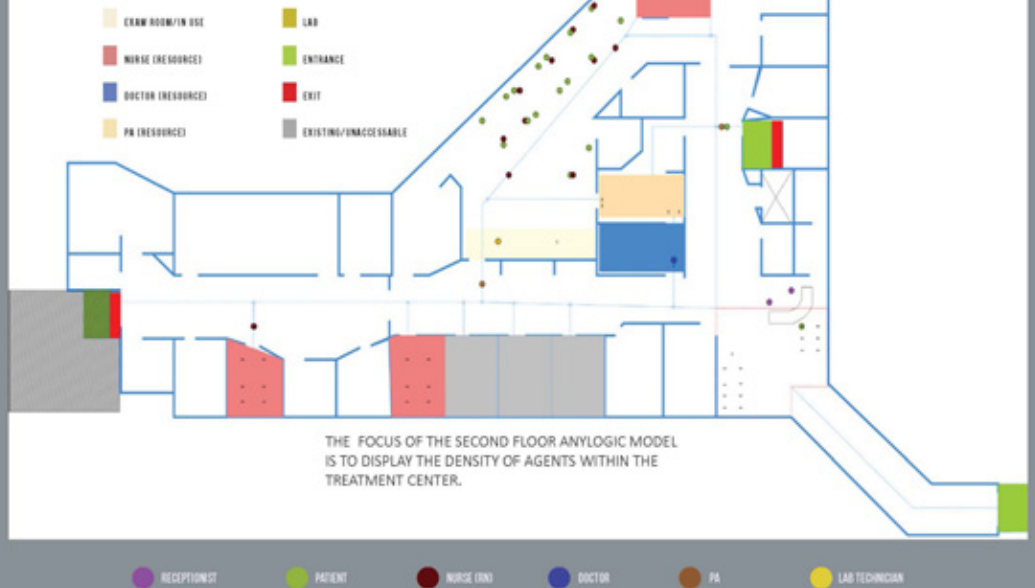 EXAM ROOM/IN USE
LAB
NURSE (RESOURCE)
ENTRANCE
DOCTOR (RESOURCE)
EXIT
PA (RESOURCE)
EXISTING/UNACCESSABLE
THE FOCUS OF THE SECOND FLOOR ANYLOGIC MODEL
IS TO DISPLAY THE DENSITY OF AGENTS WITHIN THE
TREATMENT CENTER.
RECEPTIONIST
PATIENT
NURSE (RN)
DOCTOR
PA
LAB TECHNICIAN